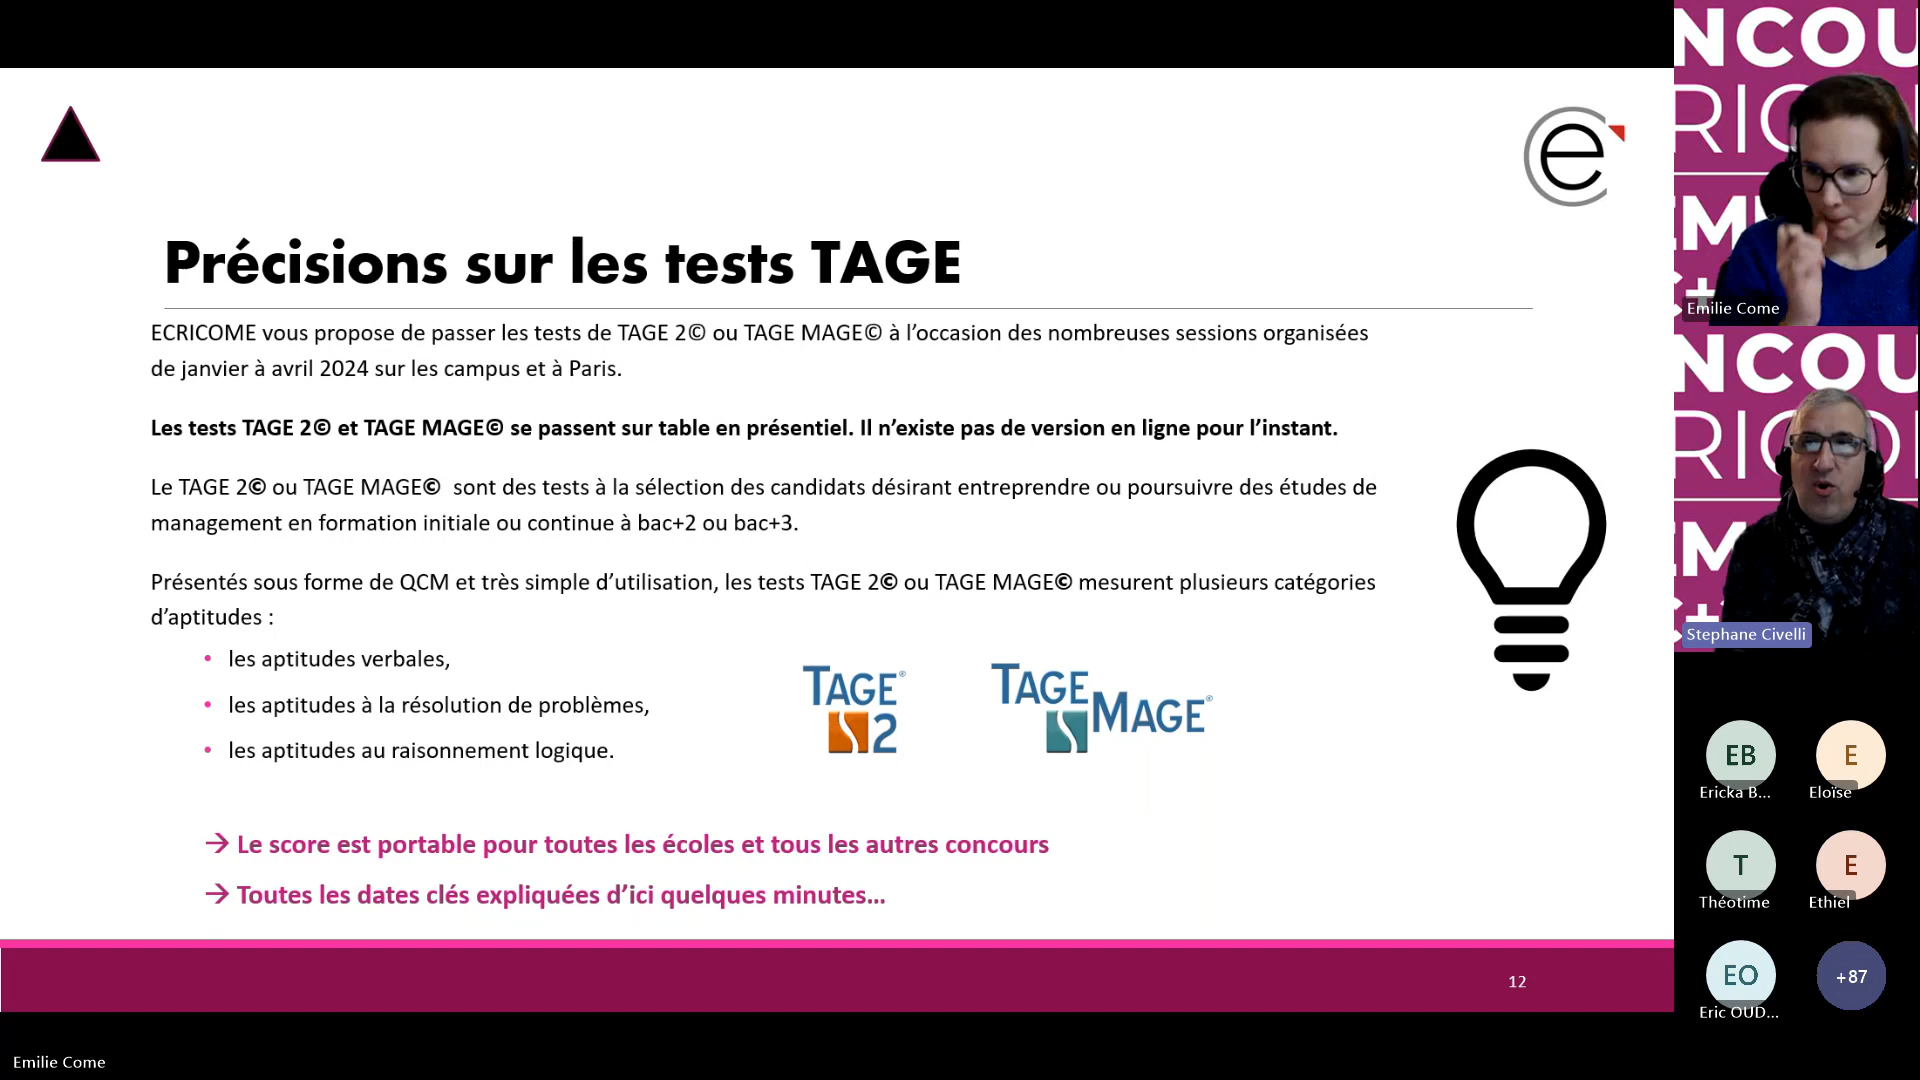 Précisions sur les tests TAGE
ECRICOME vous propose de passer les tests de TAGE 2© ou TAGE MAGE© à l’occasion des nombreuses sessions organisées
de janvier à avril 2024 sur les campus et à Paris.
Les tests TAGE 2© et TAGE MAGE© se passent sur table en présentiel. Il n’existe pas de version en ligne pour l’instant.
Le TAGE 2© ou TAGE MAGE© sont des tests à la sélection des candidats désirant entreprendre ou poursuivre des études de
management en formation initiale ou continue à bac+2 ou bac+3.
Présentés sous forme de QCM et très simple d’utilisation, les tests TAGE 2© ou TAGE MAGE© mesurent plusieurs catégories
d’aptitudes :
• les aptitudes verbales,
• les aptitudes à la résolution de problèmes,
• les aptitudes au raisonnement logique.
TAGE®
2
TAGE
MAGE®
→ Le score est portable pour toutes les écoles et tous les autres concours
→ Toutes les dates clés expliquées d’ici quelques minutes…
12
Emilie Come
e
NCOU
RIC
EM
Emilie Come
NCOU
RICO
EM
Stephane Civelli
EB
Ericka B...
E
Eloïse
T
Théotime
E
Ethiel
EO
Eric OUD...
+87